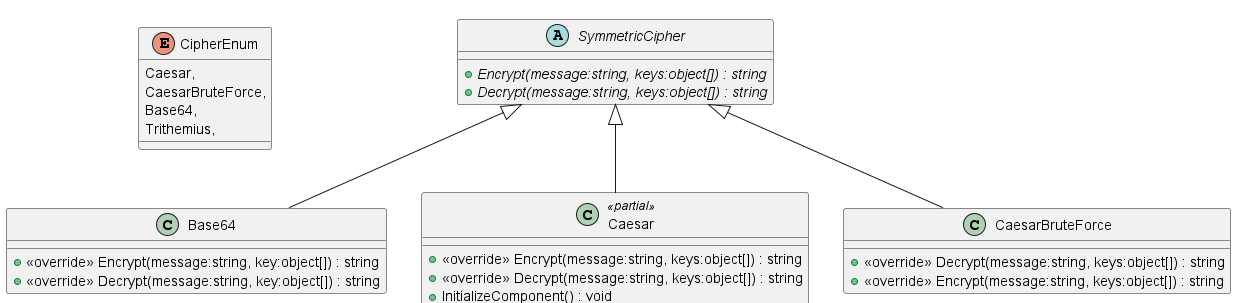 E CipherEnum
Caesar,
CaesarBruteForce,
Base64,
Trithemius,
A SymmetricCipher
Encrypt(message:string, keys:object[]) : string
Decrypt(message:string, keys:object[]) : string
C Base64
«override» Encrypt(message:string, key:object[]) : string
«override» Decrypt(message:string, key:object[]) : string
C «partial»
Caesar
«override» Encrypt(message:string, keys:object[]) : string
«override» Decrypt(message:string, keys:object[]) : string
InitializeComponent() : void
C CaesarBruteForce
«override» Decrypt(message:string, keys:object[]) : string
«override» Encrypt(message:string, keys:object[]) : string